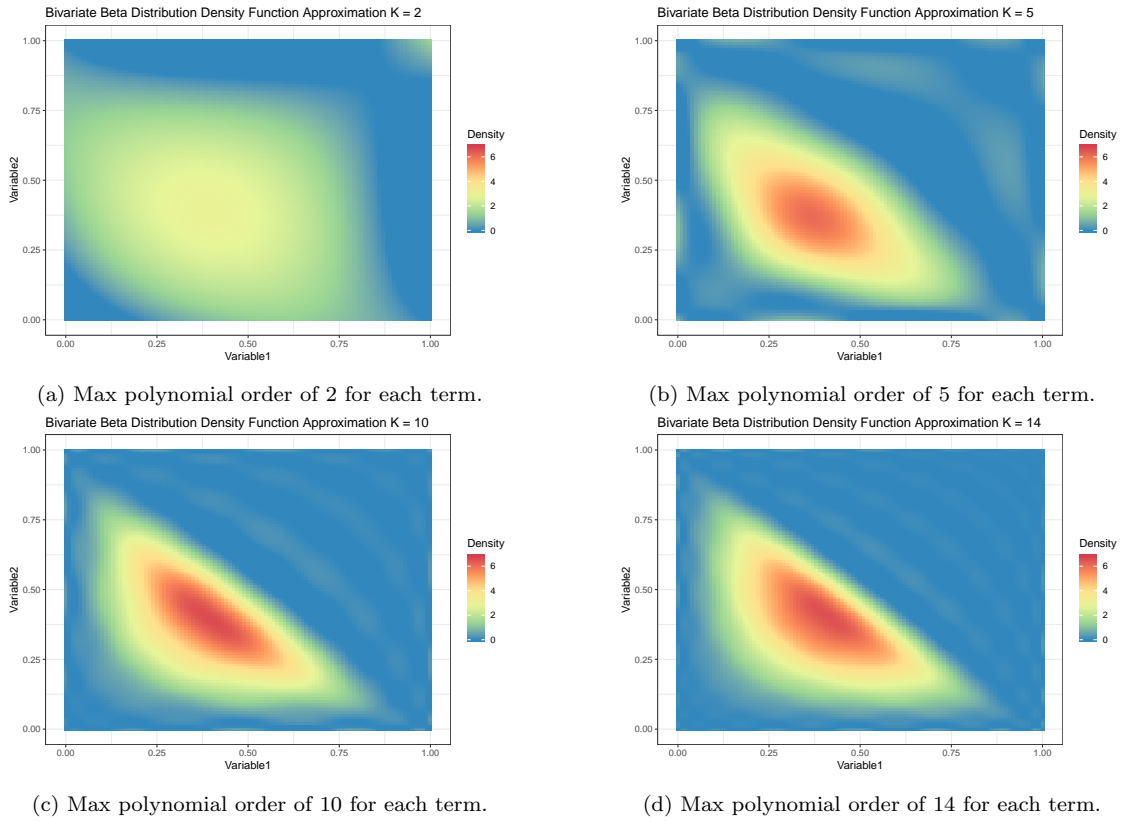 Bivariate Beta Distribution Density Function Approximation K = 2
1.00
0.75
0.50
0.25
0.00
Variable2
0.00 0.25 0.50 0.75 1.00
Variable1
Density
6
4
2
0
(a) Max polynomial order of 2 for each term.
Bivariate Beta Distribution Density Function Approximation K = 5
1.00
0.75
0.50
0.25
0.00
Variable2
0.00 0.25 0.50 0.75 1.00
Variable1
Density
6
4
2
0
(b) Max polynomial order of 5 for each term.
Bivariate Beta Distribution Density Function Approximation K = 10
1.00
0.75
0.50
0.25
0.00
Variable2
0.00 0.25 0.50 0.75 1.00
Variable1
Density
6
4
2
0
(c) Max polynomial order of 10 for each term.
Bivariate Beta Distribution Density Function Approximation K = 14
1.00
0.75
0.50
0.25
0.00
Variable2
0.00 0.25 0.50 0.75 1.00
Variable1
Density
6
4
2
0
(d) Max polynomial order of 14 for each term.